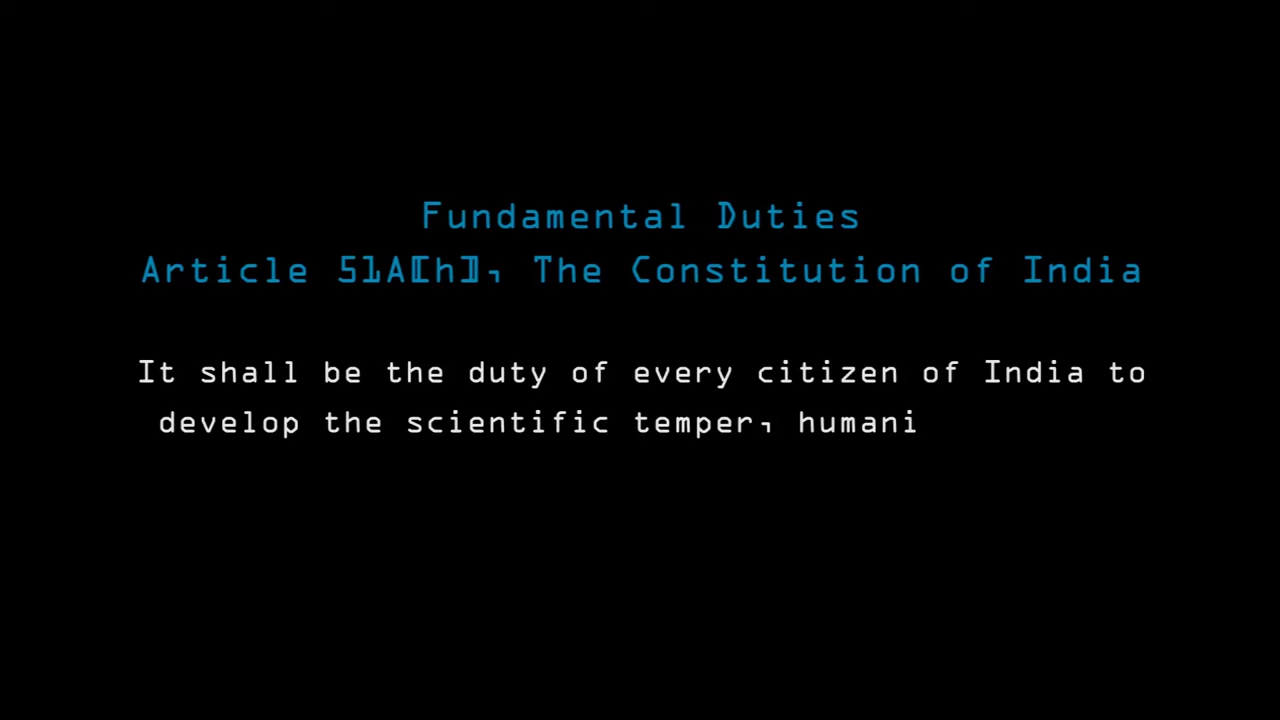 Fundamental Duties
Article 51A[h], The Constitution of India
It shall be the duty of every citizen of India to
develop the scientific temper, humani